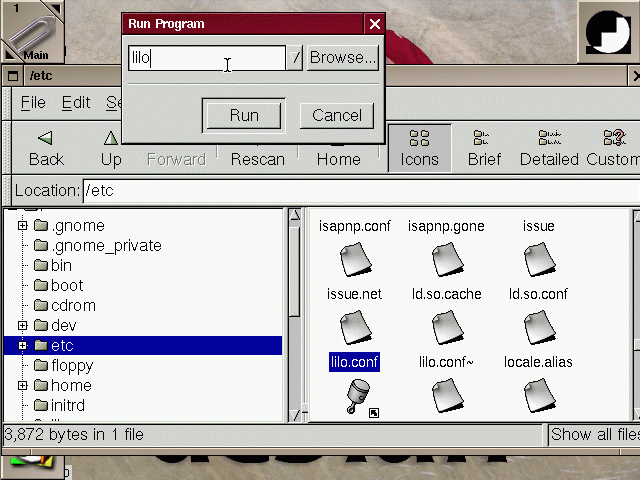 1
Main
Run Program
lilo
/ Browse...
Run Cancel
/etc
File Edit Se
Back Up Forward Rescan Home Icons Brief Detailed Custom
Location: /etc
.gnome
.gnome_private
bin
boot
cdrom
dev
etc
floppy
home
initrd
isapnp.conf isapnp.gone issue
issue.net ld.so.cache ld.so.conf
lilo.conf lilo.conf~ locale.alias
3,872 bytes in 1 file
Show all files